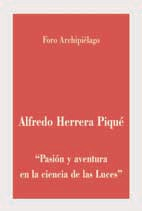 Foro Archipiélago
Alfredo Herrera Piqué
“Pasión y aventura
en la ciencia de las Luces”